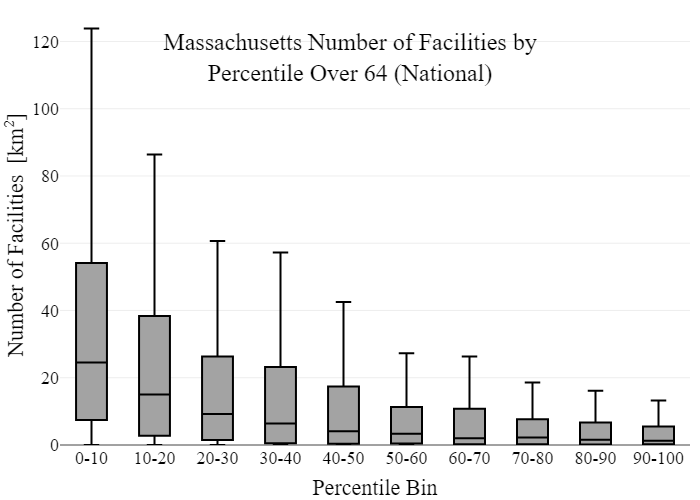 Massachusetts Number of Facilities by
Percentile Over 64 (National)
Number of Facilities [km²]
120
100
80
60
40
20
0
0-10 10-20 20-30 30-40 40-50 50-60 60-70 70-80 80-90 90-100
Percentile Bin